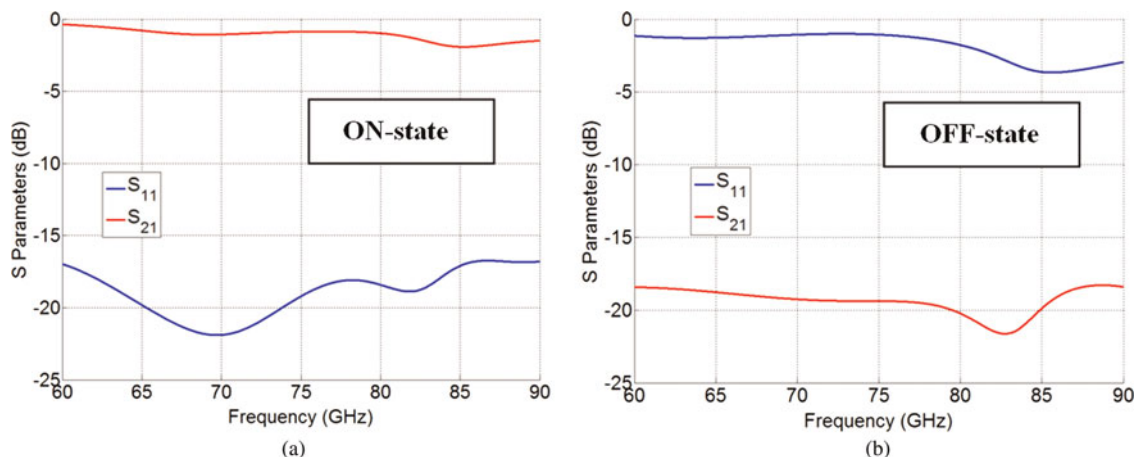 0
-5
-10
-15
-20
-25
S Parameters (dB)
ON-state
S11
S21
60 65 70 75 80 85 90
Frequency (GHz)
(a)
0
-5
-10
-15
-20
-25
S Parameters (dB)
OFF-state
S11
S21
60 65 70 75 80 85 90
Frequency (GHz)
(b)